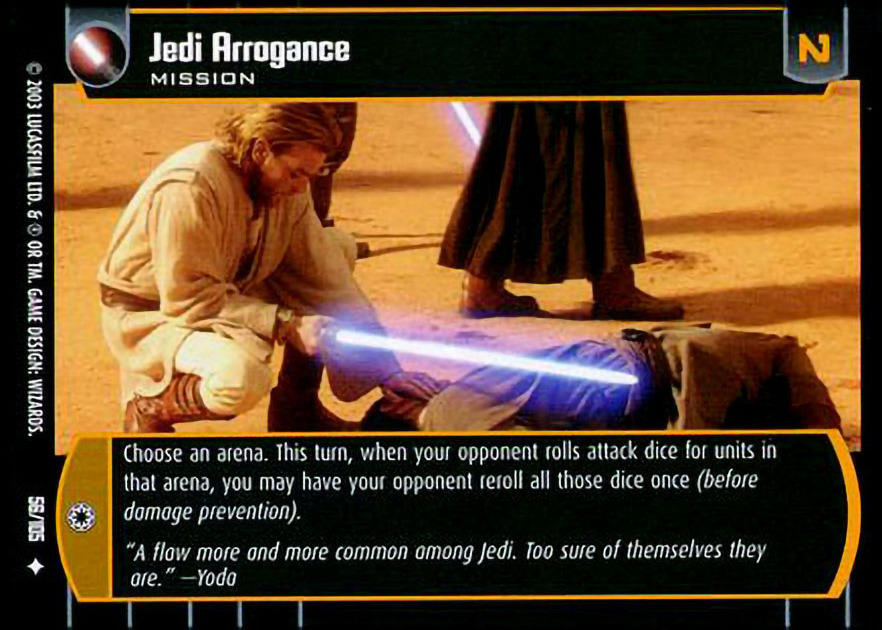 Jedi Arrogance
MISSION
2
© 2003 LUCASFILM LTD. & ® OR TM. GAME DESIGN: WIZARDS.
56/105
Choose an arena. This turn, when your opponent rolls attack dice for units in
that arena, you may have your opponent reroll all those dice once (before
damage prevention).
"A flaw more and more common among Jedi. Too sure of themselves they
are." —Yoda